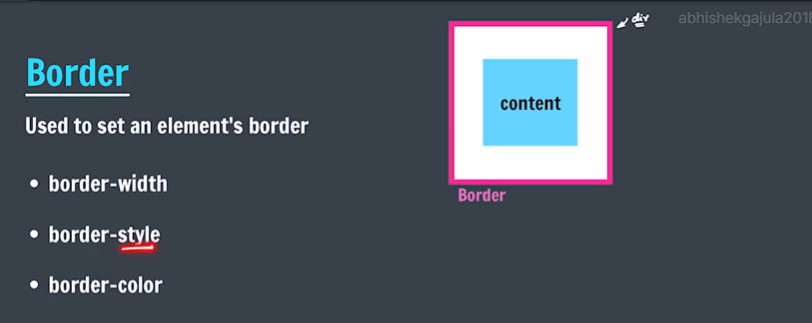 Border
Used to set an element's border
• border-width
• border-style
• border-color
div
content
Border
abhishekgajula2018